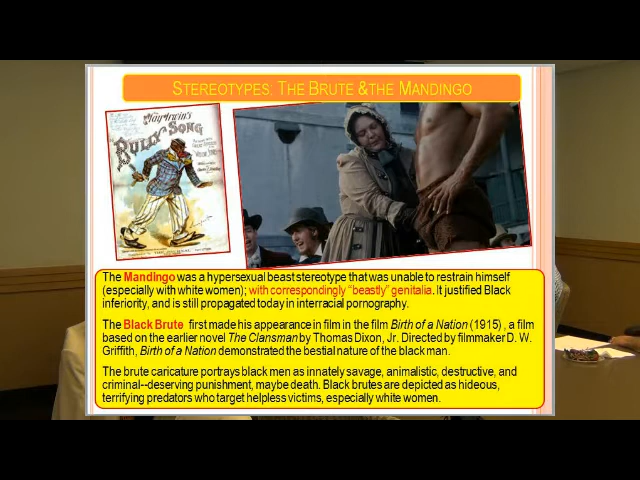 STEREOTYPES: THE BRUTE &THE MANDINGO
May Irwin's
BULLY SONG
The Mandingo was a hypersexual beast stereotype that was unable to restrain himself
(especially with white women); with correspondingly "beastly" genitalia. It justified Black
inferiority, and is still propagated today in interracial pornography.
The Black Brute first made his appearance in film in the film Birth of a Nation (1915) , a film
based on the earlier novel The Clansman by Thomas Dixon, Jr. Directed by filmmaker D. W.
Griffith, Birth of a Nation demonstrated the bestial nature of the black man.
The brute caricature portrays black men as innately savage, animalistic, destructive, and
criminal--deserving punishment, maybe death. Black brutes are depicted as hideous,
terrifying predators who target helpless victims, especially white women.